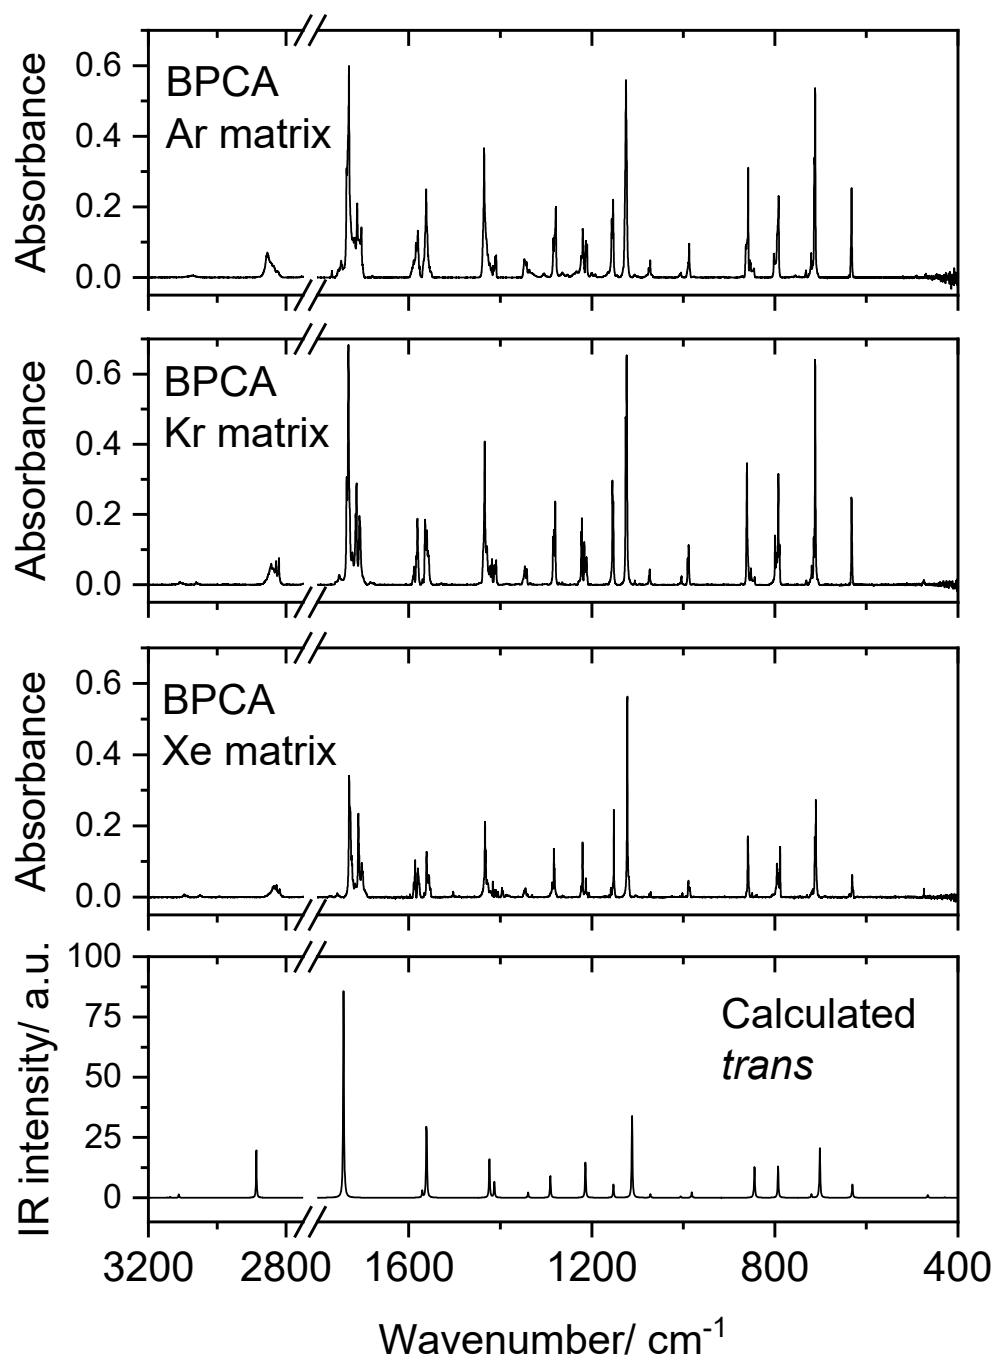 Absorbance
0.6
0.4
0.2
0.0
BPCA
Ar matrix
Absorbance
0.6
0.4
0.2
0.0
BPCA
Kr matrix
Absorbance
0.6
0.4
0.2
0.0
BPCA
Xe matrix
IR intensity/ a.u.
100
75
50
25
0
Calculated
trans
3200 2800 1600 1200 800 400
Wavenumber/ cm⁻¹